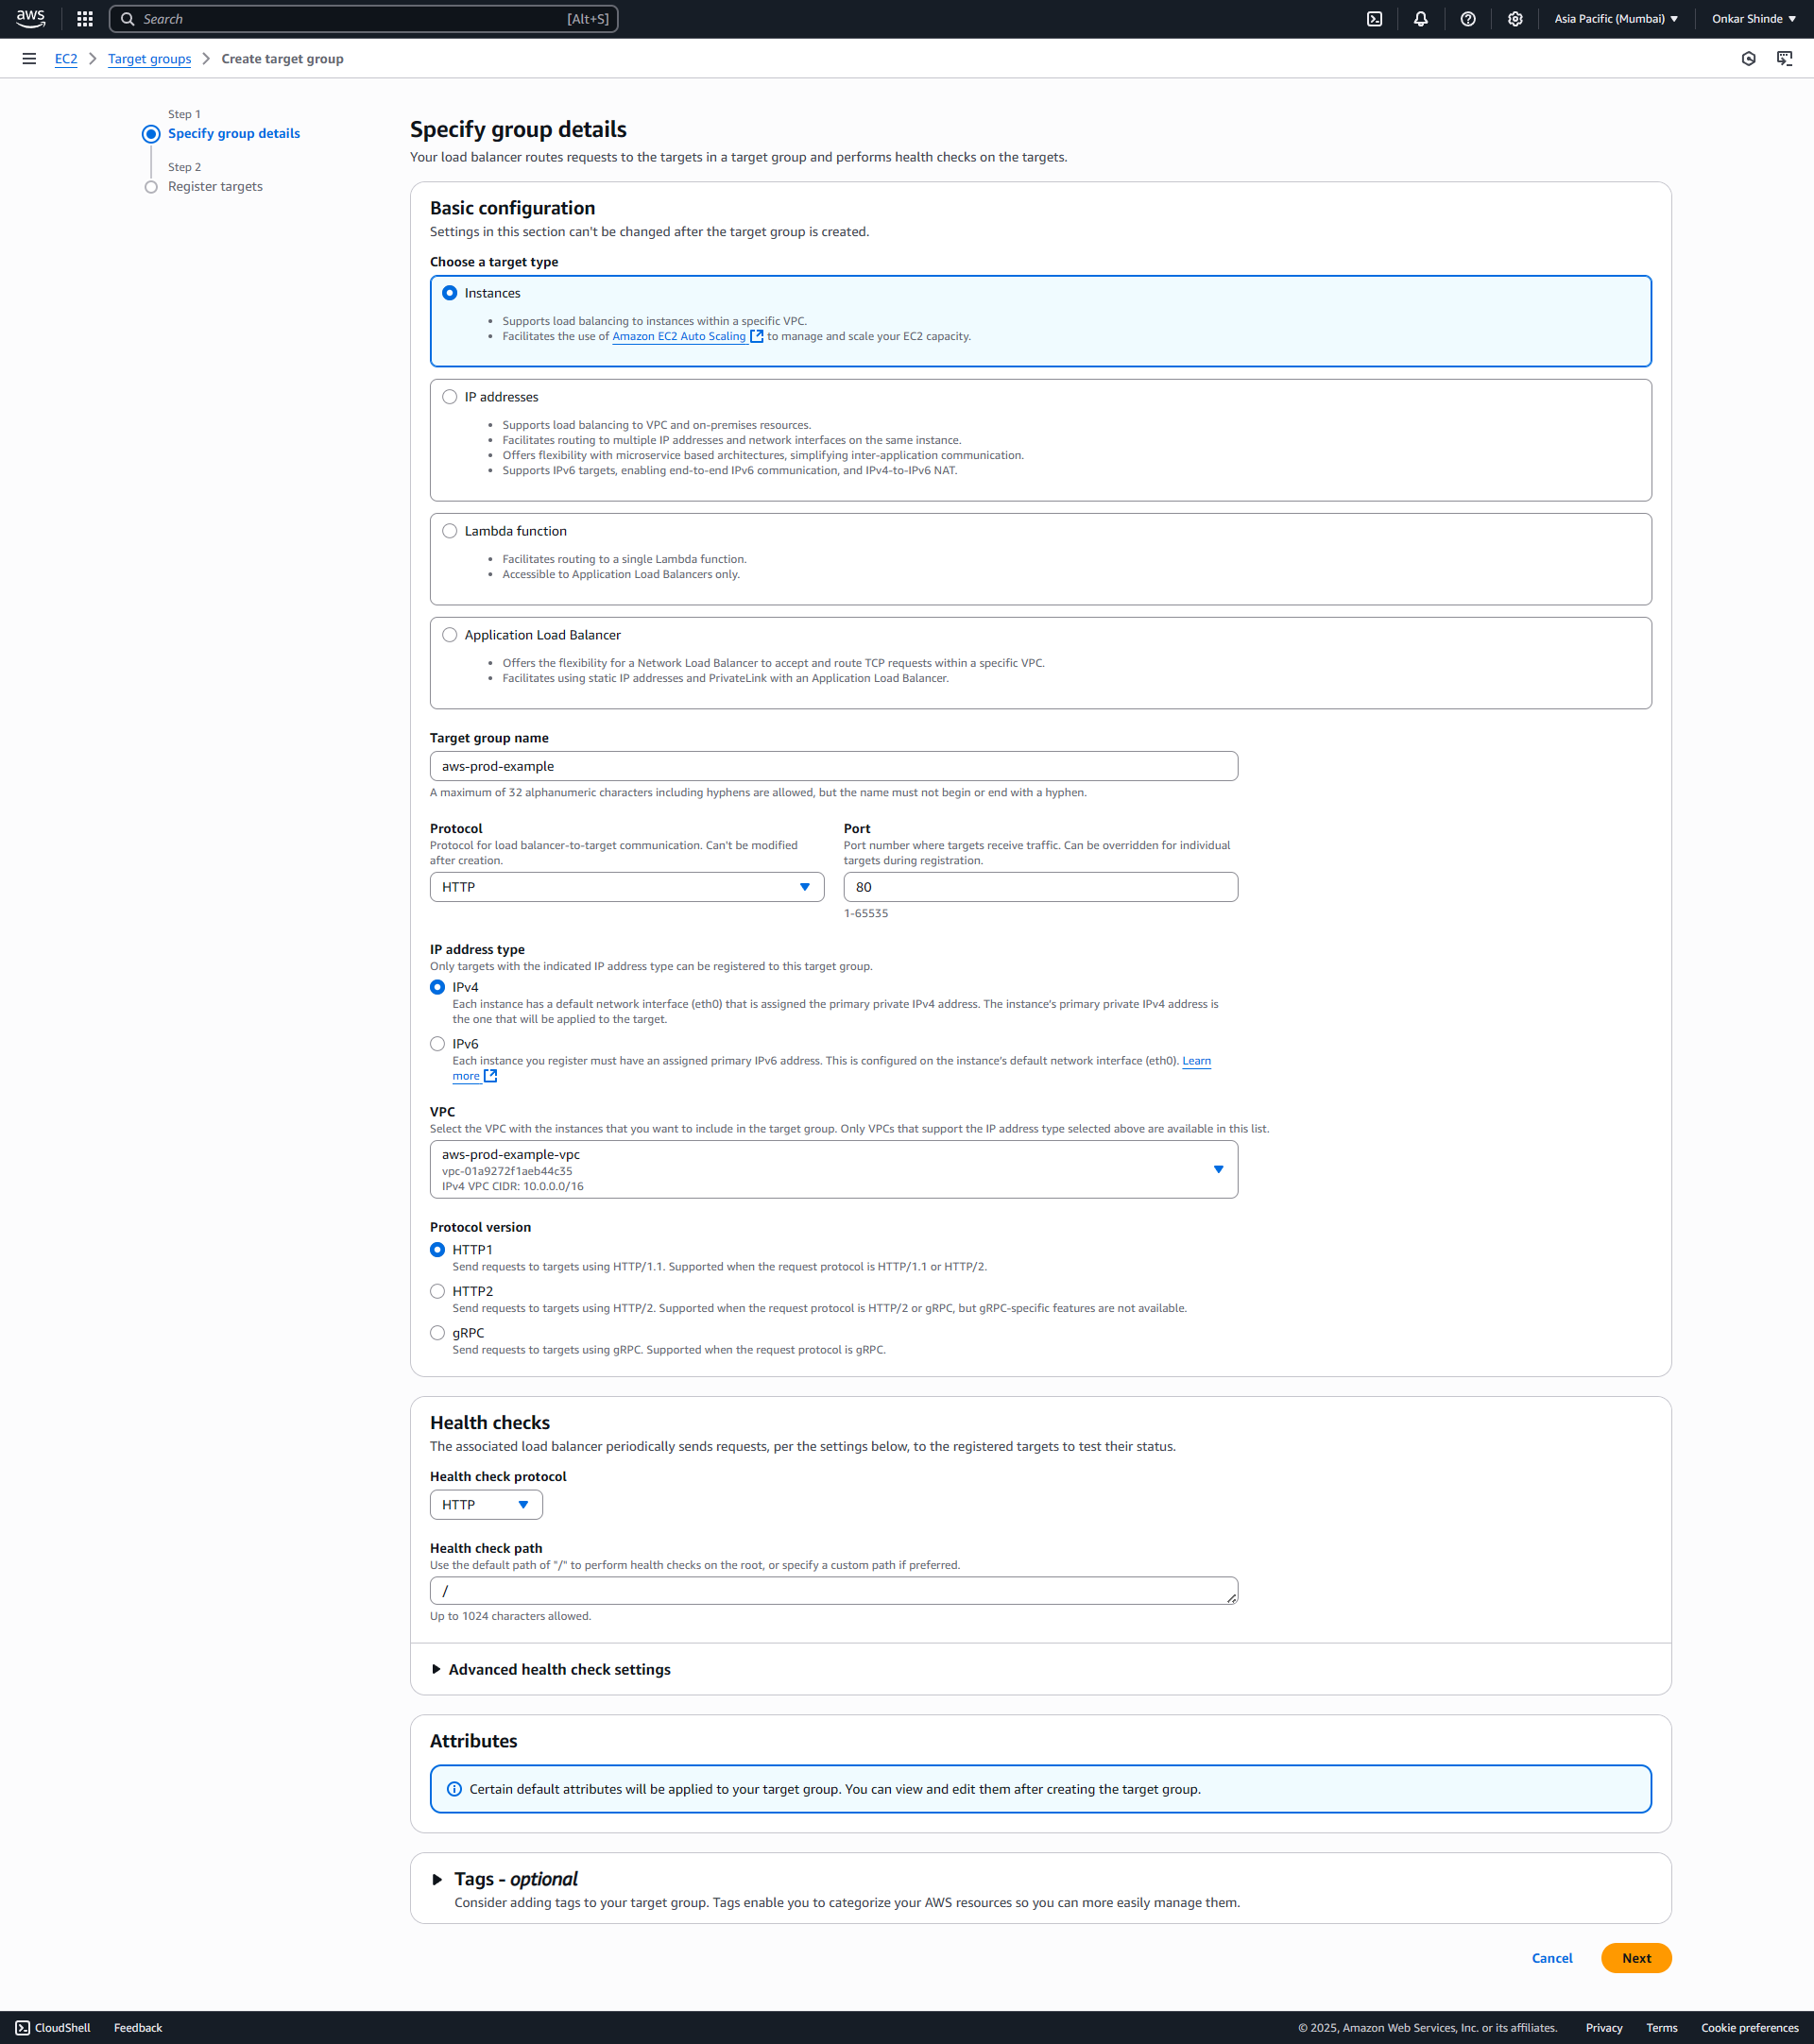 aws
Search
[Alt+S]
Asia Pacific (Mumbai)
Onkar Shinde
EC2
Target groups
Create target group
Step 1
Specify group details
Step 2
Register targets
Specify group details
Your load balancer routes requests to the targets in a target group and performs health checks on the targets.
Basic configuration
Settings in this section can't be changed after the target group is created.
Choose a target type
Instances
• Supports load balancing to instances within a specific VPC.
• Facilitates the use of Amazon EC2 Auto Scaling to manage and scale your EC2 capacity.
IP addresses
• Supports load balancing to VPC and on-premises resources.
• Facilitates routing to multiple IP addresses and network interfaces on the same instance.
• Offers flexibility with microservice based architectures, simplifying inter-application communication.
• Supports IPv6 targets, enabling end-to-end IPv6 communication, and IPv4-to-IPv6 NAT.
Lambda function
• Facilitates routing to a single Lambda function.
• Accessible to Application Load Balancers only.
Application Load Balancer
• Offers the flexibility for a Network Load Balancer to accept and route TCP requests within a specific VPC.
• Facilitates using static IP addresses and PrivateLink with an Application Load Balancer.
Target group name
aws-prod-example
A maximum of 32 alphanumeric characters including hyphens are allowed, but the name must not begin or end with a hyphen.
Protocol
Protocol for load balancer-to-target communication. Can't be modified
after creation.
HTTP
Port
Port number where targets receive traffic. Can be overridden for individual
targets during registration.
80
1-65535
IP address type
Only targets with the indicated IP address type can be registered to this target group.
IPv4
Each instance has a default network interface (eth0) that is assigned the primary private IPv4 address. The instance's primary private IPv4 address is
the one that will be applied to the target.
IPv6
Each instance you register must have an assigned primary IPv6 address. This is configured on the instance's default network interface (eth0). Learn
more
VPC
Select the VPC with the instances that you want to include in the target group. Only VPCs that support the IP address type selected above are available in this list.
aws-prod-example-vpc
vpc-01a9272f1aeb44c35
IPv4 VPC CIDR: 10.0.0.0/16
Protocol version
HTTP1
Send requests to targets using HTTP/1.1. Supported when the request protocol is HTTP/1.1 or HTTP/2.
HTTP2
Send requests to targets using HTTP/2. Supported when the request protocol is HTTP/2 or gRPC, but gRPC-specific features are not available.
gRPC
Send requests to targets using gRPC. Supported when the request protocol is gRPC.
Health checks
The associated load balancer periodically sends requests, per the settings below, to the registered targets to test their status.
Health check protocol
HTTP
Health check path
Use the default path of "/" to perform health checks on the root, or specify a custom path if preferred.
/
Up to 1024 characters allowed.
Advanced health check settings
Attributes
Certain default attributes will be applied to your target group. You can view and edit them after creating the target group.
Tags - optional
Consider adding tags to your target group. Tags enable you to categorize your AWS resources so you can more easily manage them.
Cancel
Next
CloudShell
Feedback
© 2025, Amazon Web Services, Inc. or its affiliates.
Privacy
Terms
Cookie preferences